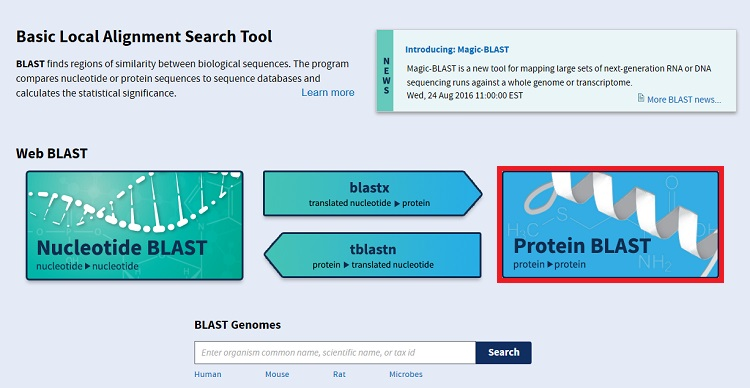 Basic Local Alignment Search Tool
BLAST finds regions of similarity between biological sequences. The program
compares nucleotide or protein sequences to sequence databases and
calculates the statistical significance.
Learn more
NEWS
Introducing: Magic-BLAST
Magic-BLAST is a new tool for mapping large sets of next-generation RNA or DNA
sequencing runs against a whole genome or transcriptome.
Wed, 24 Aug 2016 11:00:00 EST
More BLAST news...
Web BLAST
Nucleotide BLAST
nucleotide ▶ nucleotide
blastx
translated nucleotide ▶ protein
tblastn
protein ▶ translated nucleotide
H₃C
S
O
OH
NH₂
Protein BLAST
protein ▶ protein
BLAST Genomes
Enter organism common name, scientific name, or tax id
Search
Human Mouse Rat Microbes